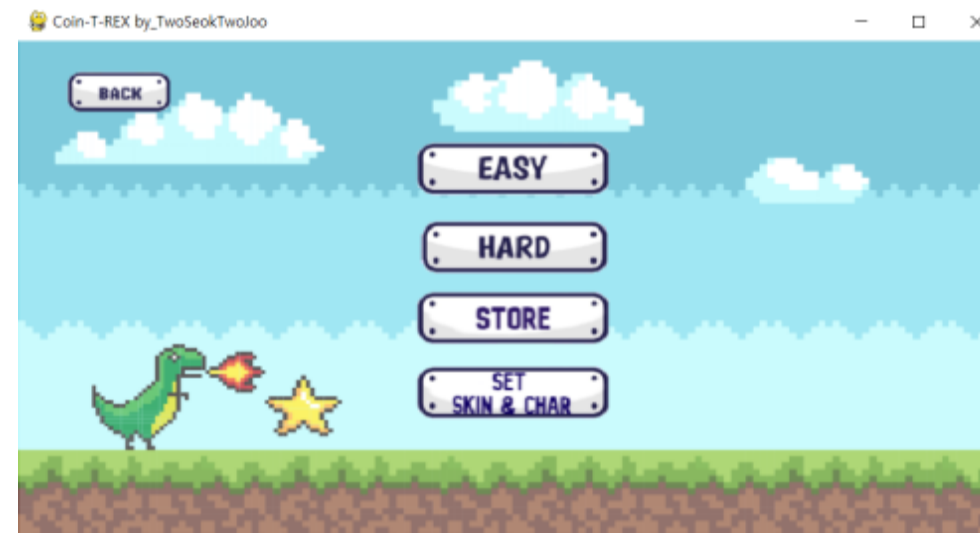 Coin-T-REX by_TwoSeokTwoJoo
BACK
EASY
HARD
STORE
SET
SKIN & CHAR